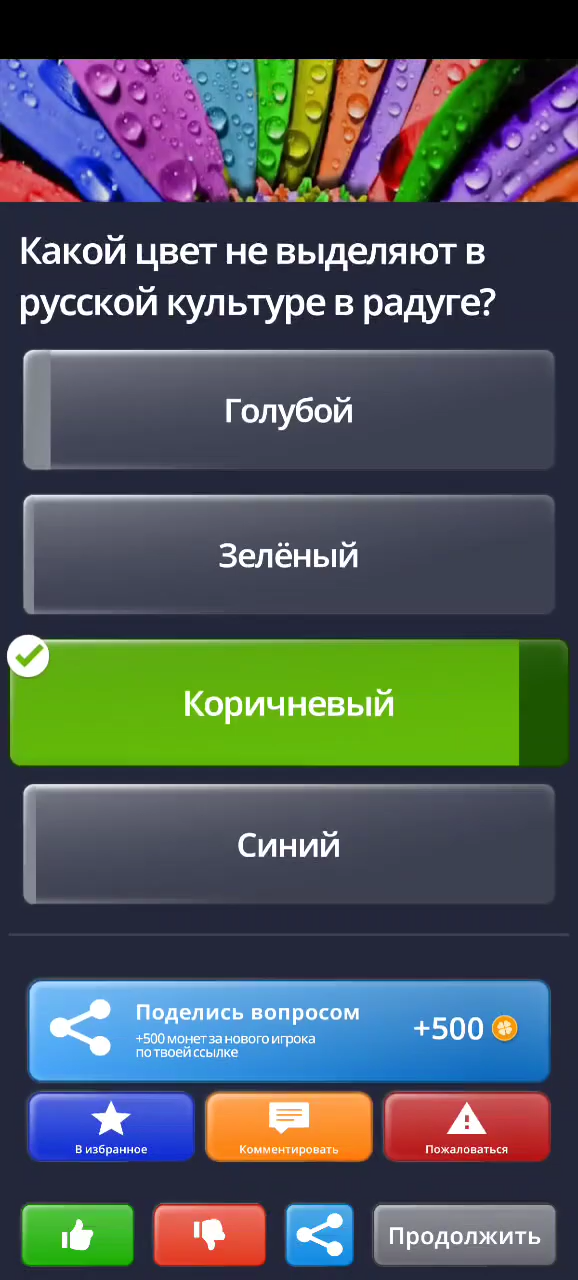 Какой цвет не выделяют в
русской культуре в радуге?
Голубой
Зелёный
Коричневый
Синий
Поделись вопросом
+500 монет за нового игрока
по твоей ссылке
+500
В избранное
Комментировать
Пожаловаться
Продолжить